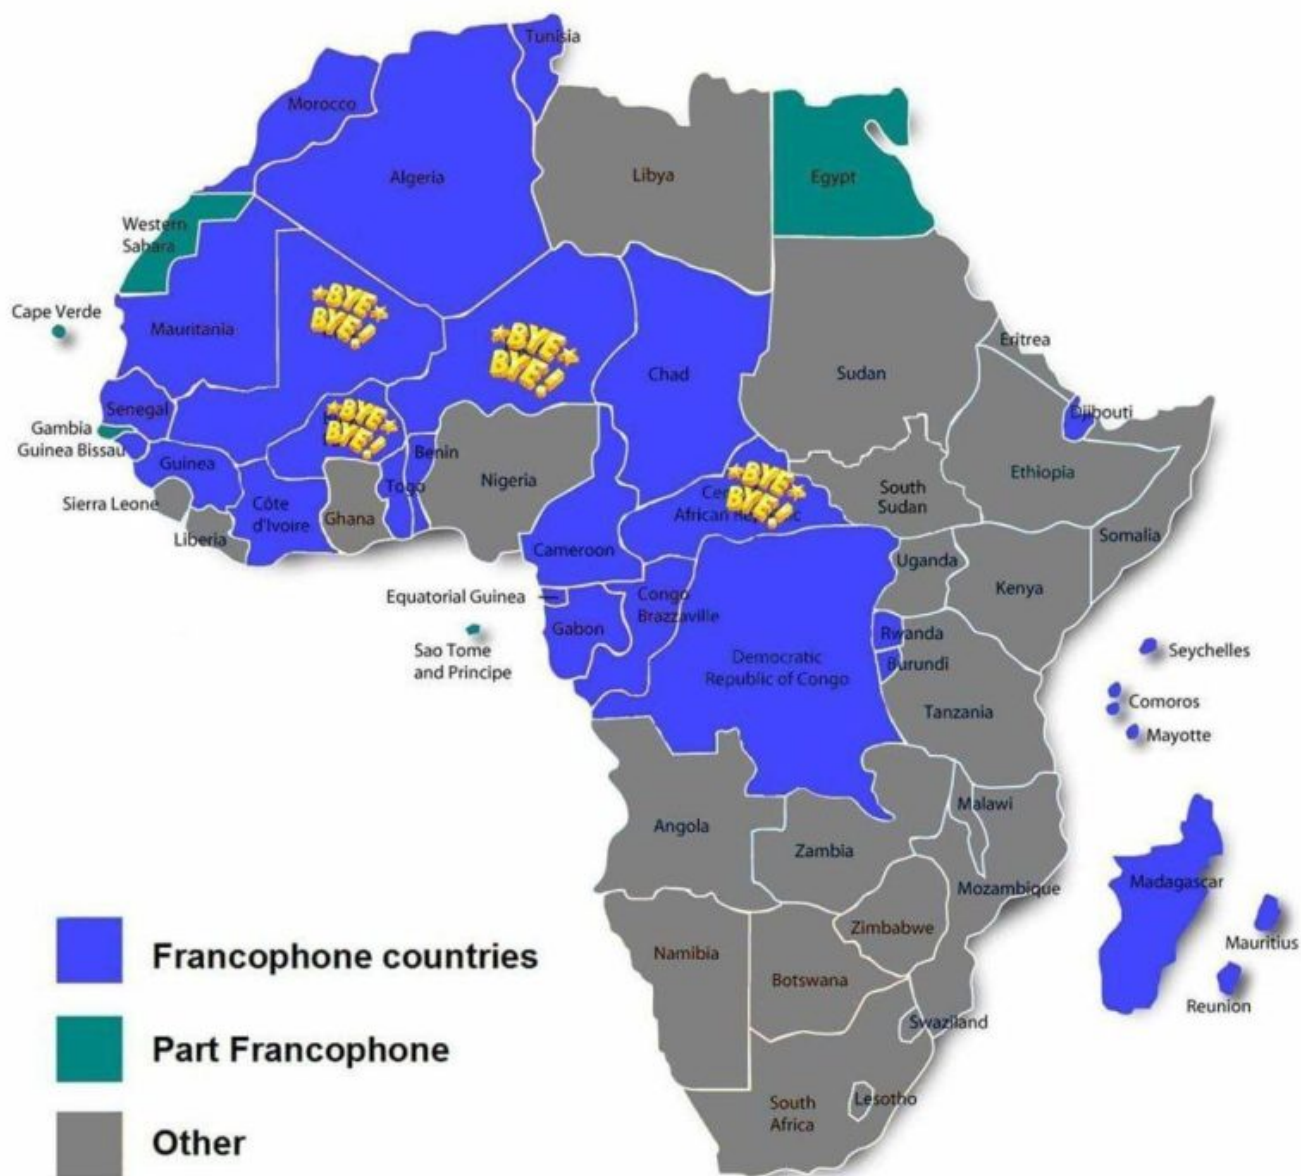 Tunisia
Morocco
Algeria
Libya
Egypt
Western
Sahara
Cape Verde
Mauritania
BYE
BYE!
BYE
BYE!
Chad
Sudan
Eritrea
Senegal
Gambia
Guinea Bissau
BYE
BYE!
Djibouti
Benin
Guinea
Nigeria
Ethiopia
Togo
Sierra Leone
Côte
d'Ivoire
Ghana
BYE
BYE!
African
South
Sudan
Liberia
Somalia
Cameroon
Uganda
Kenya
Equatorial Guinea
Congo
Brazzaville
Gabon
Rwanda
Sao Tome
and Principe
Democratic
Republic of Congo
Burundi
Seychelles
Comoros
Tanzania
Mayotte
Malawi
Angola
Zambia
Mozambique
Madagascar
Zimbabwe
Mauritius
Namibia
Botswana
Reunion
Swaziland
Francophone countries
Part Francophone
Lesotho
South
Africa
Other